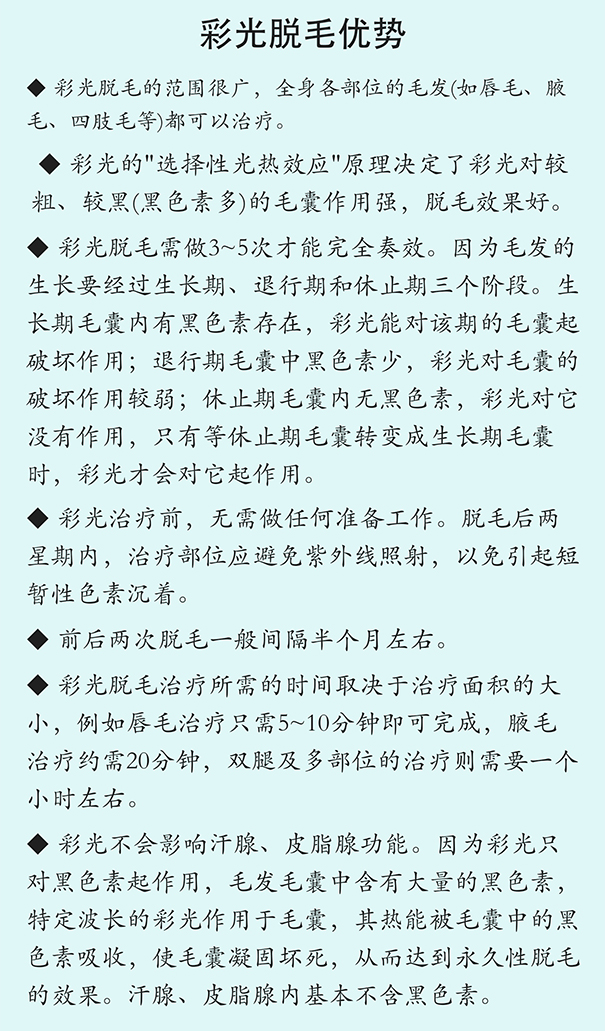 彩光脱毛优势
◆ 彩光脱毛的范围很广，全身各部位的毛发(如唇毛、腋
毛、四肢毛等)都可以治疗。
◆ 彩光的"选择性光热效应"原理决定了彩光对较
粗、较黑(黑色素多)的毛囊作用强，脱毛效果好。
◆ 彩光脱毛需做3~5次才能完全奏效。因为毛发的
生长要经过生长期、退行期和休止期三个阶段。生
长期毛囊内有黑色素存在，彩光能对该期的毛囊起
破坏作用；退行期毛囊中黑色素少，彩光对毛囊的
破坏作用较弱；休止期毛囊内无黑色素，彩光对它
没有作用，只有等休止期毛囊转变成生长期毛囊
时，彩光才会对它起作用。
◆ 彩光治疗前，无需做任何准备工作。脱毛后两
星期内，治疗部位应避免紫外线照射，以免引起短
暂性色素沉着。
◆ 前后两次脱毛一般间隔半个月左右。
◆ 彩光脱毛治疗所需的时间取决于治疗面积的大
小，例如唇毛治疗只需5~10分钟即可完成，腋毛
治疗约需20分钟，双腿及多部位的治疗则需要一个
小时左右。
◆ 彩光不会影响汗腺、皮脂腺功能。因为彩光只
对黑色素起作用，毛发毛囊中含有大量的黑色素，
特定波长的彩光作用于毛囊，其热能被毛囊中的黑
色素吸收，使毛囊凝固坏死，从而达到永久性脱毛
的效果。汗腺、皮脂腺内基本不含黑色素。